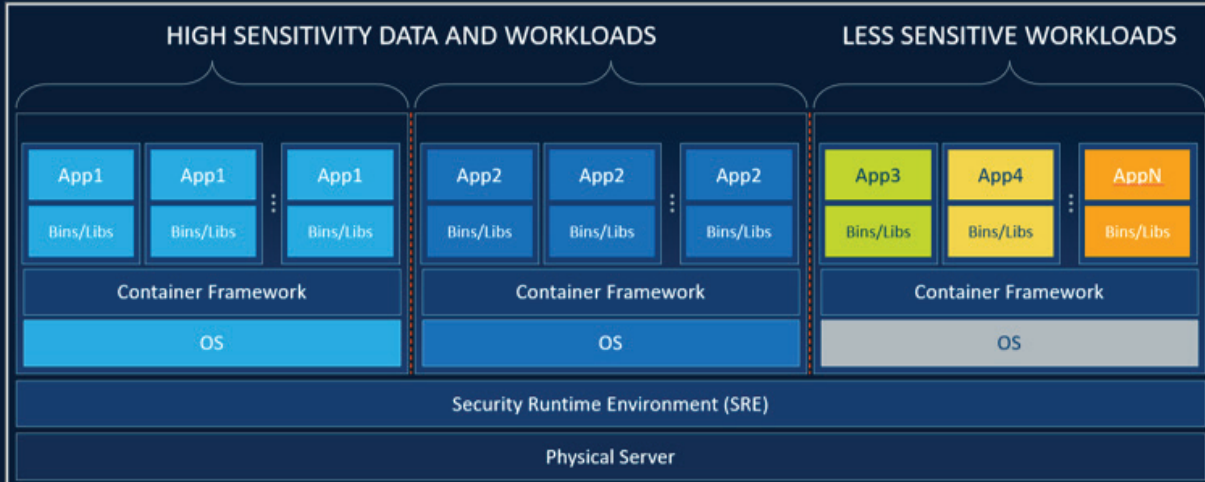 HIGH SENSITIVITY DATA AND WORKLOADS LESS SENSITIVE WORKLOADS
App1 App1 App1 App2 App2 App2 App3 App4 AppN
Bins/Libs Bins/Libs Bins/Libs Bins/Libs Bins/Libs Bins/Libs Bins/Libs Bins/Libs Bins/Libs
Container Framework Container Framework Container Framework
OS OS OS
Security Runtime Environment (SRE)
Physical Server